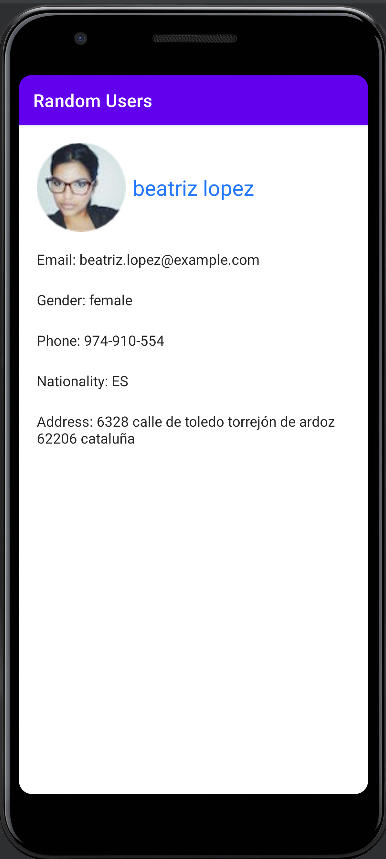 Random Users
beatriz lopez
Email: beatriz.lopez@example.com
Gender: female
Phone: 974-910-554
Nationality: ES
Address: 6328 calle de toledo torrejón de ardoz
62206 cataluña